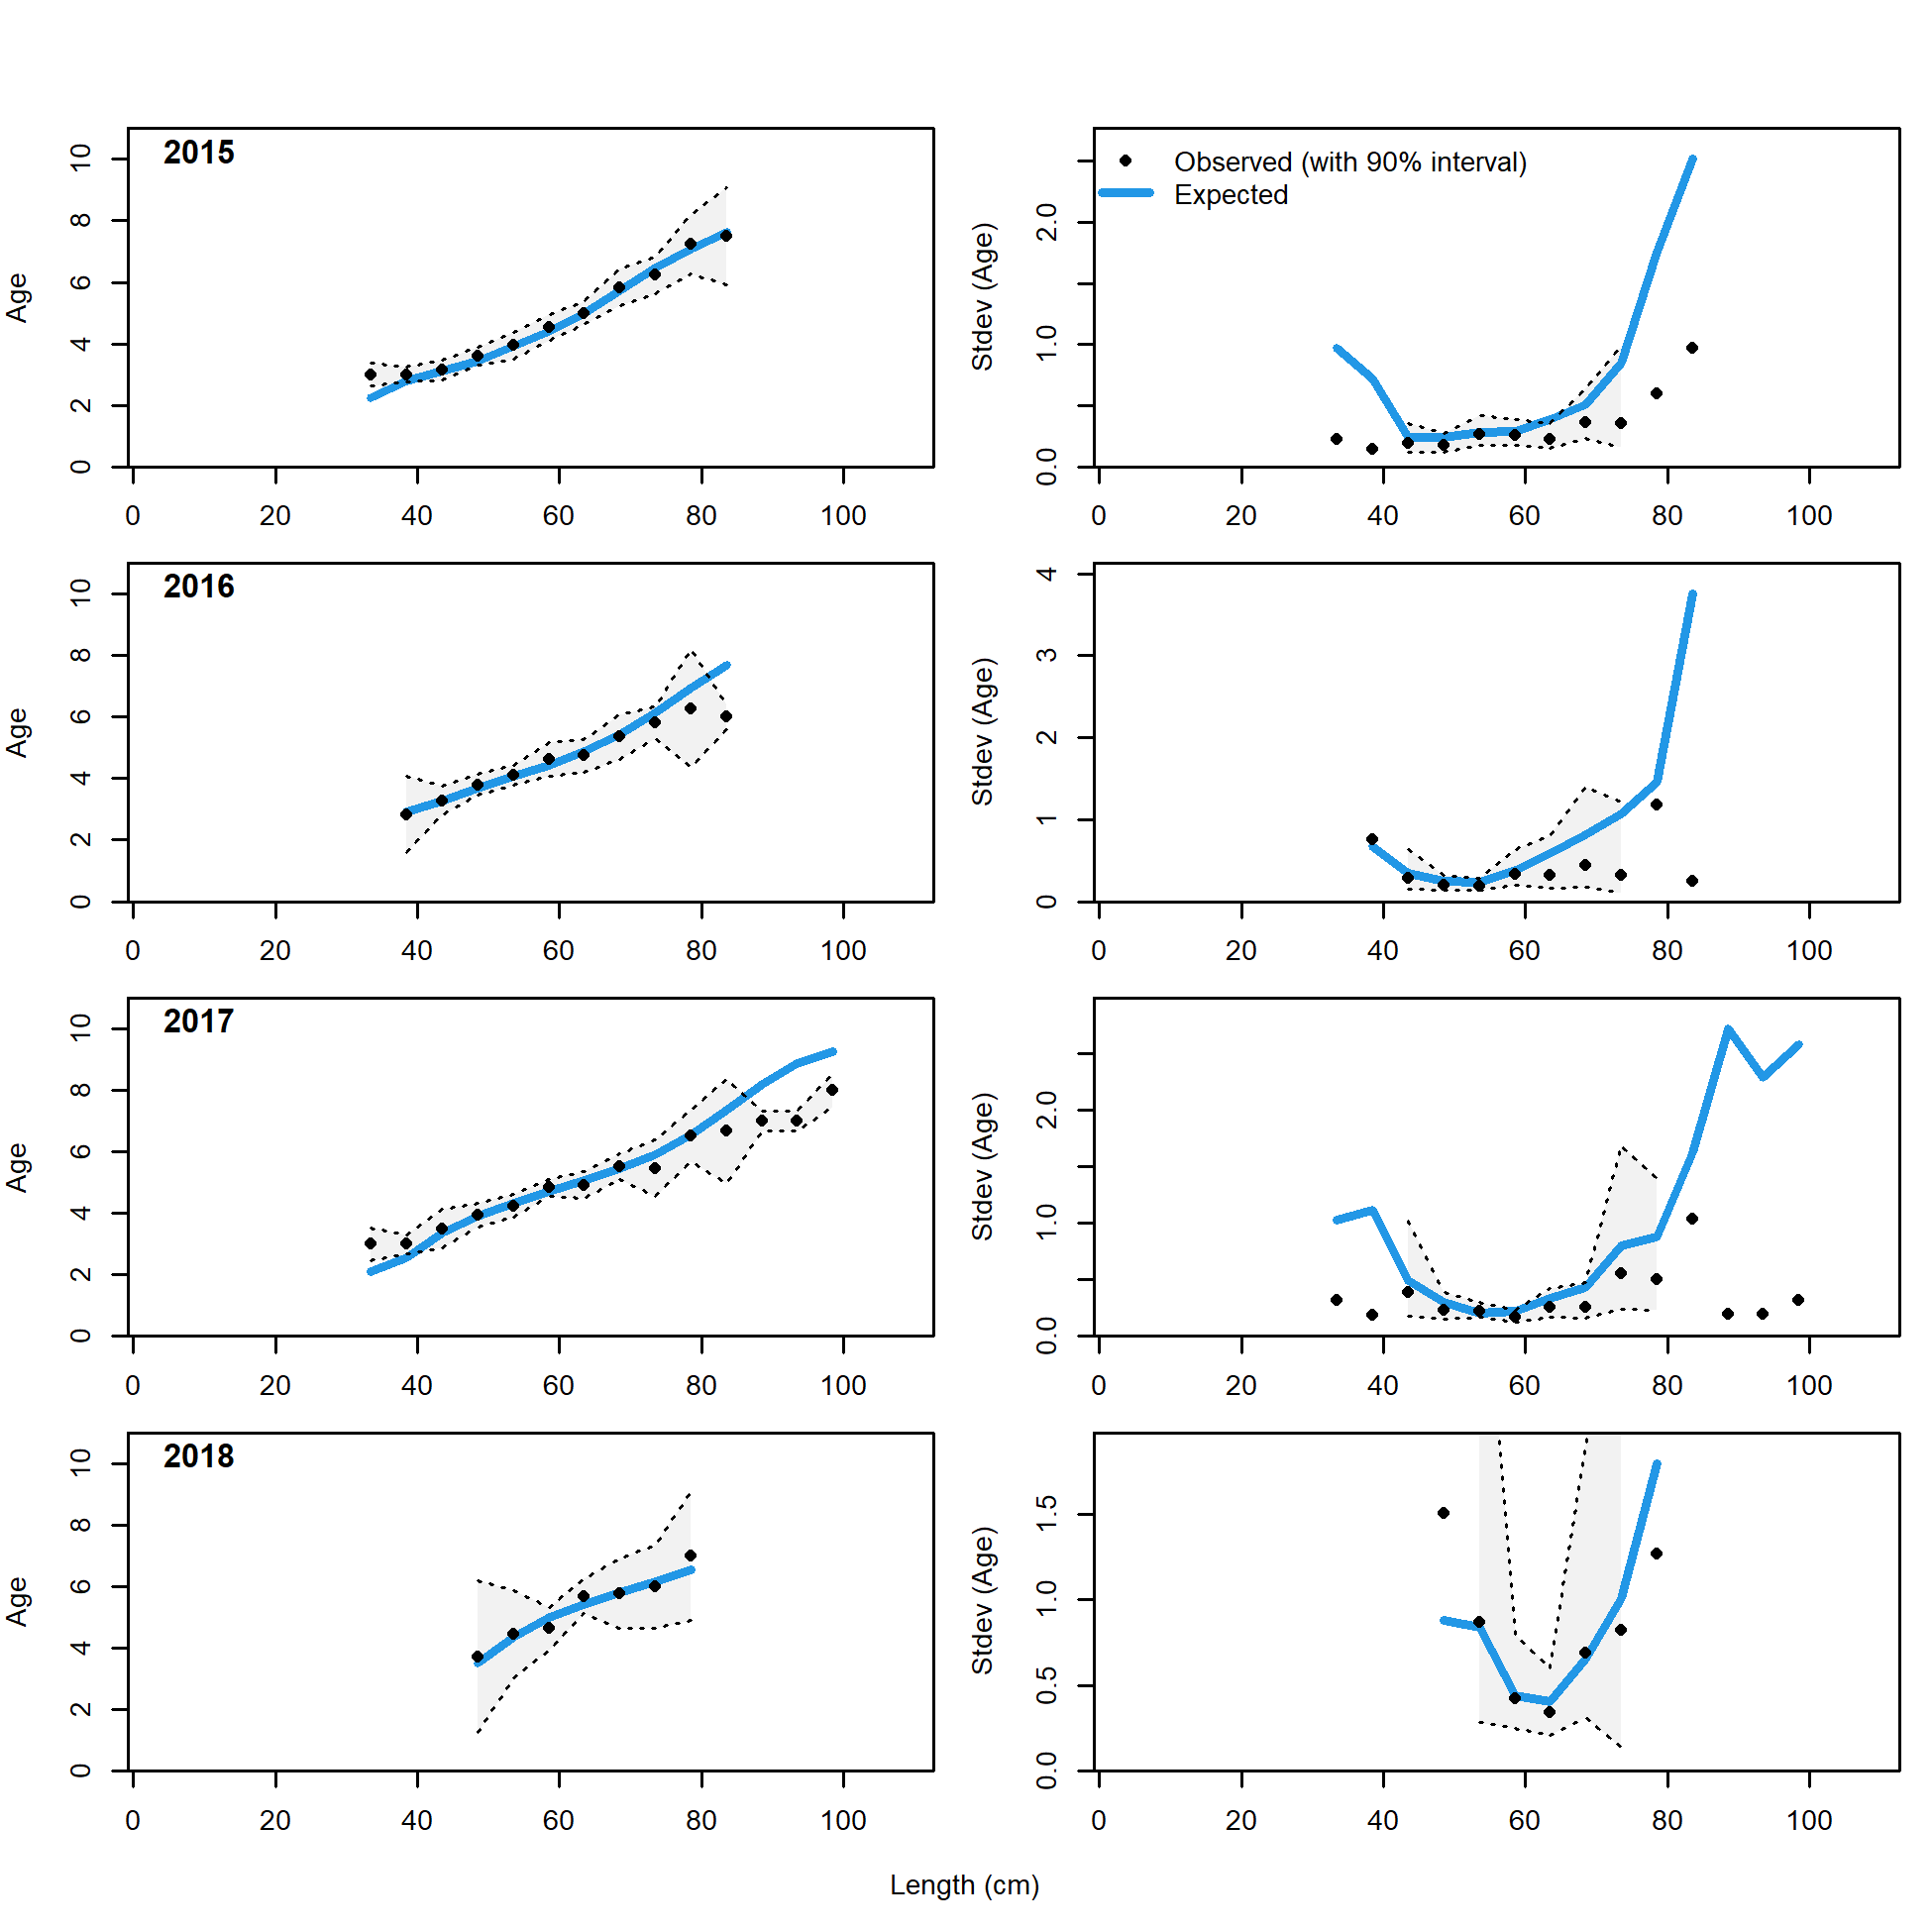 2015
Age
0 2 4 6 8 10
0 20 40 60 80 100
Observed (with 90% interval)
Expected
Stdev (Age)
0.0 1.0 2.0
0 20 40 60 80 100
2016
Age
0 2 4 6 8 10
0 20 40 60 80 100
Stdev (Age)
0 1 2 3 4
0 20 40 60 80 100
2017
Age
0 2 4 6 8 10
0 20 40 60 80 100
Stdev (Age)
0.0 1.0 2.0
0 20 40 60 80 100
2018
Age
0 2 4 6 8 10
0 20 40 60 80 100
Stdev (Age)
0.0 0.5 1.0 1.5
0 20 40 60 80 100
Length (cm)